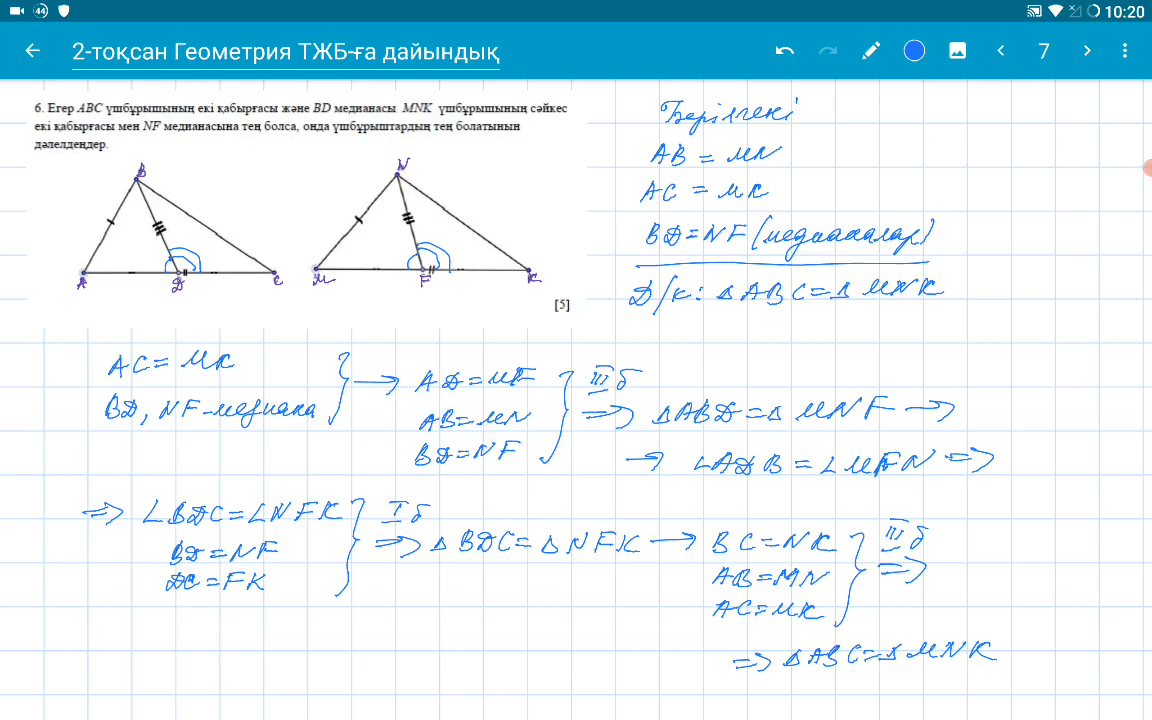 44
10:20
2-тоқсан Геометрия ТЖБ-ға дайындық
7
6. Егер ABC үшбұрышының екі қабырғасы және BD медианасы MNK үшбұрышының сәйкес
екі қабырғасы мен NF медианасына тең болса, онда үшбұрыштардың тең болатынын
дәлелдеңдер.
B
N
A
D
C
M
F
K
[5]
Берілгені
AB = MN
AC = MK
BD = NF (медианалар)
Д/к: △ABC = △MNK
AC = MK
BD, NF - медиана
→ AD = MF
AB = MN
BD = NF
III б
⇒ △ABD = △MNF →
→ ∠ADB = ∠MFN ⇒
⇒ ∠BDC = ∠NFK
BD = NF
DC = FK
I б
⇒ △BDC = △NFK → BC = NK
AB = MN
AC = MK
III б
⇒
⇒ △ABC = △MNK